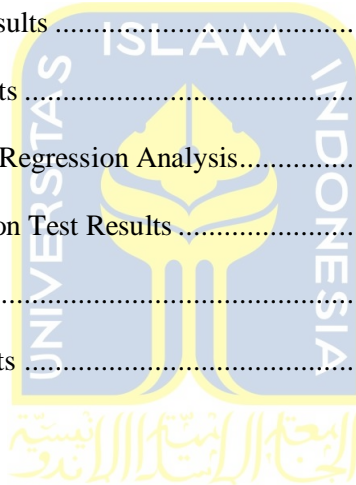 sults ....................................................
ts ..........................................................
Regression Analysis......................
on Test Results ................................
..............................................................
ts ..........................................................
UNIVERSITAS ISLAM INDONESIA